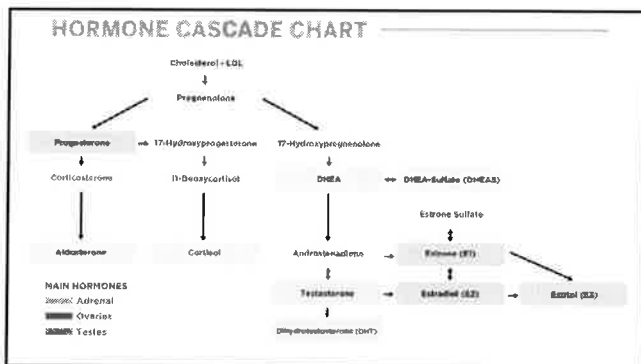 HORMONE CASCADE CHART
Cholesterol - LDL
Pregnenolone
Progesterone
17-Hydroxyprogesterone
17-Hydroxypregnenolone
Corticosterone
11-Deoxycortisol
DHEA
DHEA-Sulfate (DHEAS)
Estrone Sulfate
Aldosterone
Cortisol
Androstenedione
Estrone (E1)
MAIN HORMONES
Adrenal
Ovaries
Testes
Testosterone
Estradiol (E2)
Estriol (E3)
Dihydrotestosterone (DHT)